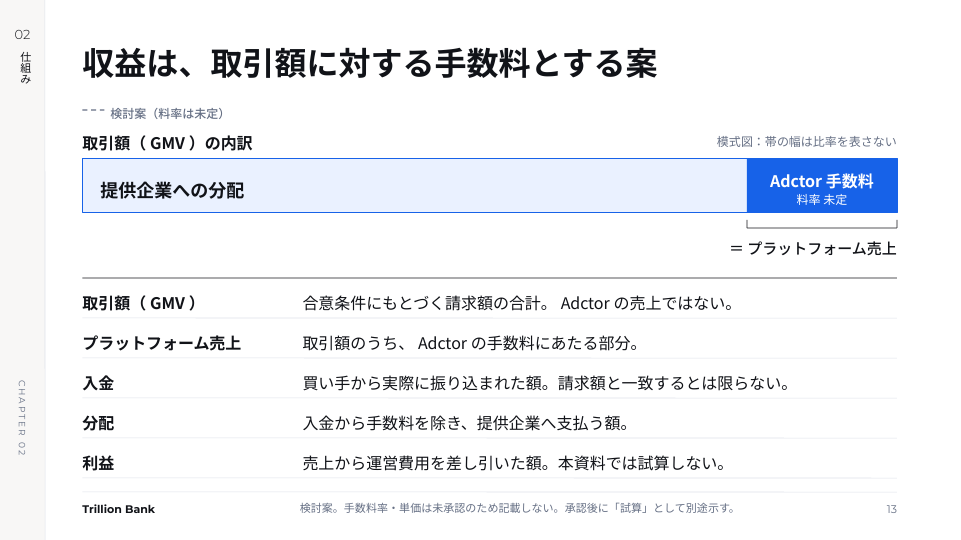 02
仕組み
収益は、取引額に対する手数料とする案
検討案（料率は未定）
取引額（ GMV ）の内訳
模式図：帯の幅は比率を表さない
提供企業への分配
Adctor 手数料
料率 未定
＝ プラットフォーム売上
取引額（ GMV ） 合意条件にもとづく請求額の合計。 Adctor の売上ではない。
プラットフォーム売上 取引額のうち、 Adctor の手数料にあたる部分。
入金 買い手から実際に振り込まれた額。請求額と一致するとは限らない。
分配 入金から手数料を除き、提供企業へ支払う額。
利益 売上から運営費用を差し引いた額。本資料では試算しない。
CHAPTER 02
Trillion Bank 検討案。手数料率・単価は未承認のため記載しない。承認後に「試算」として別途示す。 13